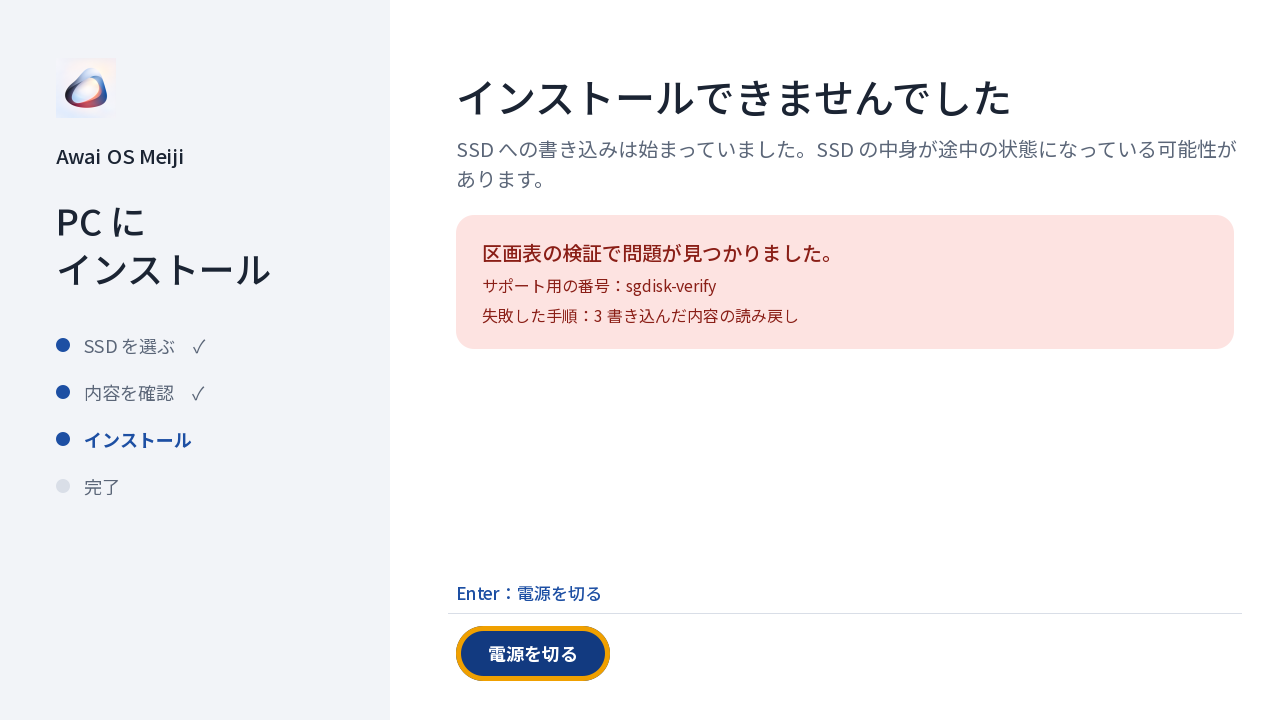 Awai OS Meiji
PC に
インストール
SSD を選ぶ ✓
内容を確認 ✓
インストール
完了
インストールできませんでした
SSD への書き込みは始まっていました。SSD の中身が途中の状態になっている可能性が
あります。
区画表の検証で問題が見つかりました。
サポート用の番号：sgdisk-verify
失敗した手順：3 書き込んだ内容の読み戻し
Enter：電源を切る
電源を切る